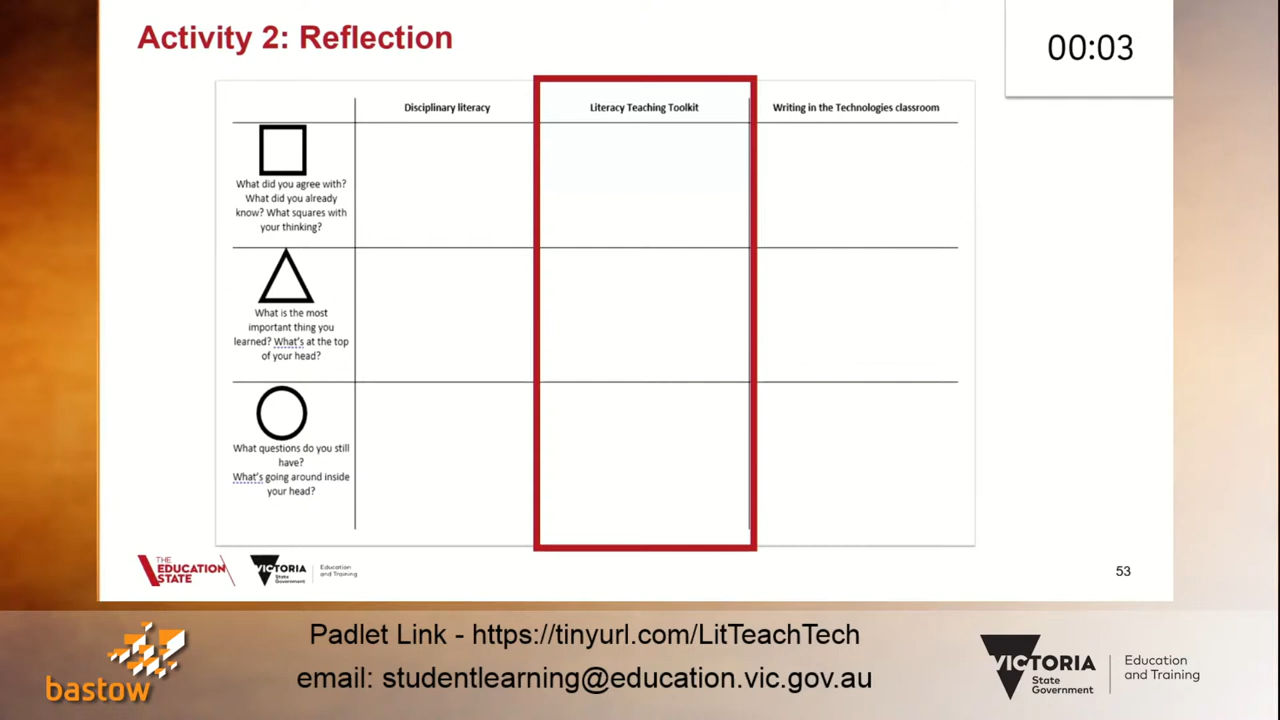 Activity 2: Reflection
00:03
Disciplinary literacy
Literacy Teaching Toolkit
Writing in the Technologies classroom
What did you agree with?
What did you already
know? What squares with
your thinking?
What is the most
important thing you
learned? What's at the top
of your head?
What questions do you still
have?
What's going around inside
your head?
THE
EDUCATION
STATE
VICTORIA
State
Government
Education
and Training
53
bastow
Padlet Link - https://tinyurl.com/LitTeachTech
email: studentlearning@education.vic.gov.au
VICTORIA
State
Government
Education
and Training